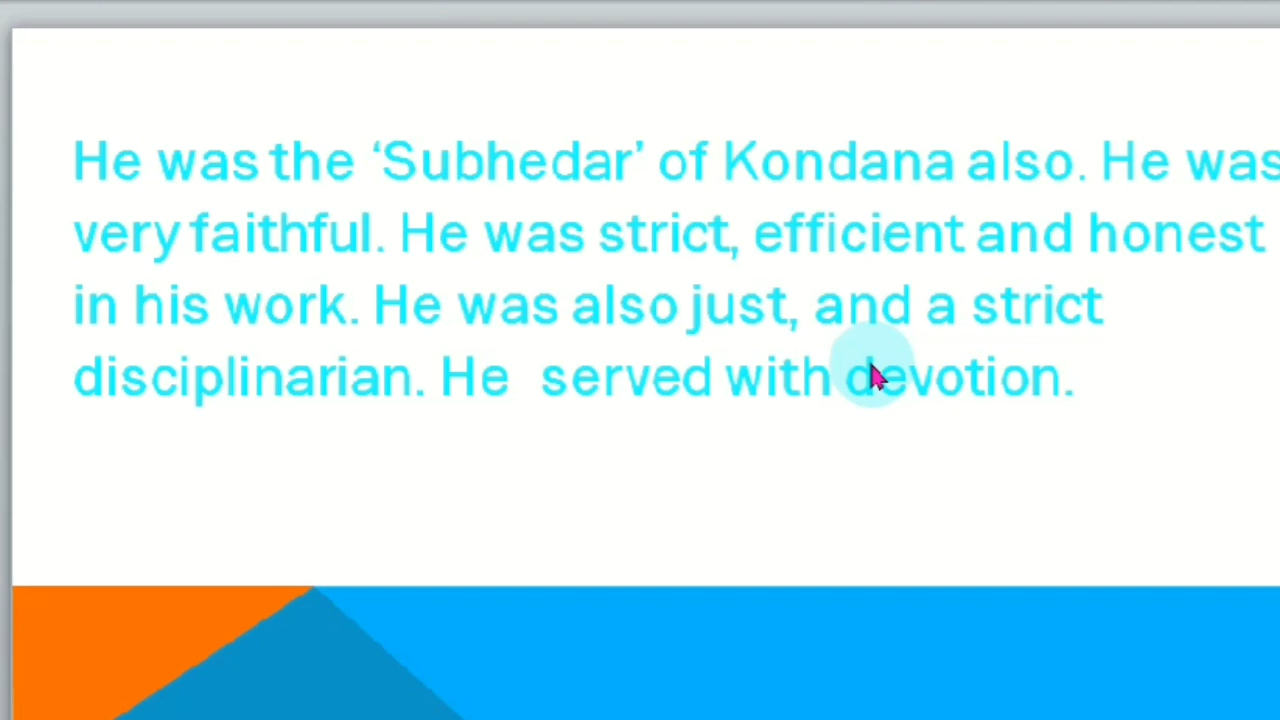 He was the ‘Subhedar’ of Kondana also. He was
very faithful. He was strict, efficient and honest
in his work. He was also just, and a strict
disciplinarian. He served with devotion.